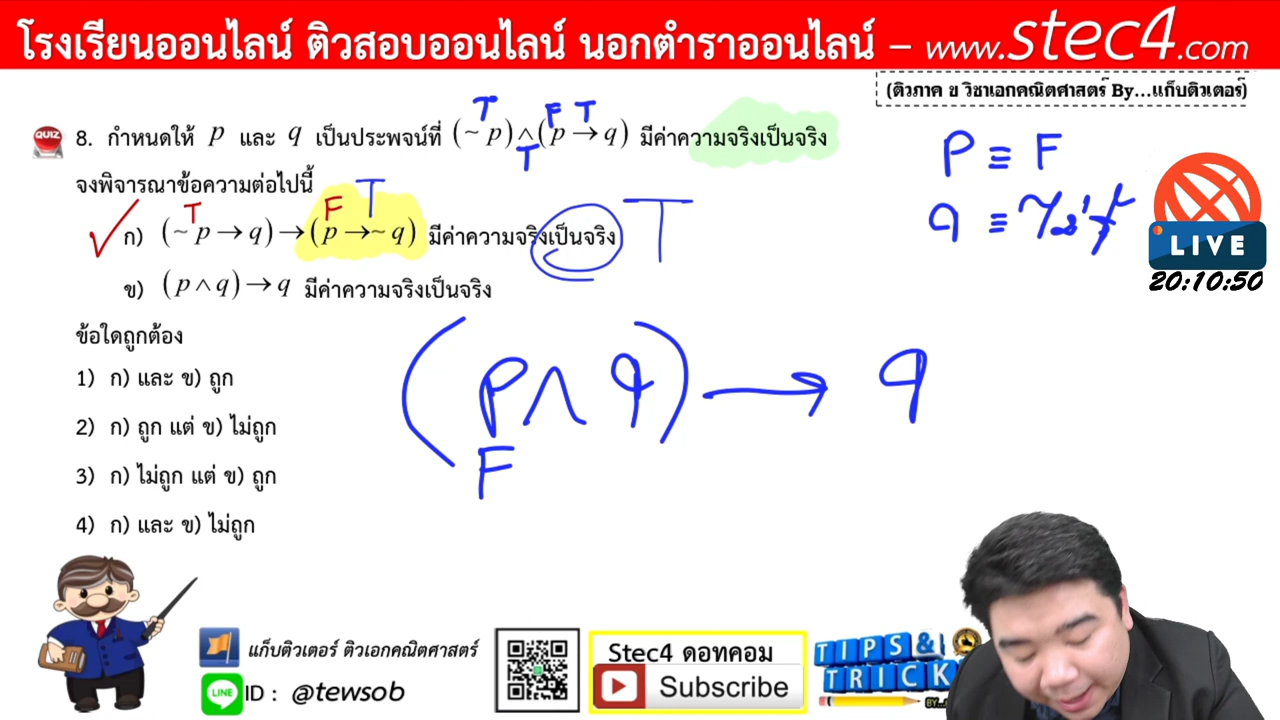 โรงเรียนออนไลน์ ติวสอบออนไลน์ นอกตำราออนไลน์ – www.stec4.com
(ติวภาค ข วิชาเอกคณิตศาสตร์ By...แก็บติวเตอร์)
T F T
QUIZ 8. กำหนดให้ p และ q เป็นประพจน์ที่ (~ p) ∧ (p → q) มีค่าความจริงเป็นจริง
T
P ≡ F
จงพิจารณาข้อความต่อไปนี้
T F T
ก) (~ p → q) → (p → ~ q) มีค่าความจริงเป็นจริง T
q ≡
LIVE
20:10:50
ข) (p ∧ q) → q มีค่าความจริงเป็นจริง
ข้อใดถูกต้อง
(p ∧ q) → q
F
1) ก) และ ข) ถูก
2) ก) ถูก แต่ ข) ไม่ถูก
3) ก) ไม่ถูก แต่ ข) ถูก
4) ก) และ ข) ไม่ถูก
แก็บติวเตอร์ ติวเอกคณิตศาสตร์
LINE ID : @tewsob
Stec4 ดอทคอม
Subscribe
TIPS &
TRICK